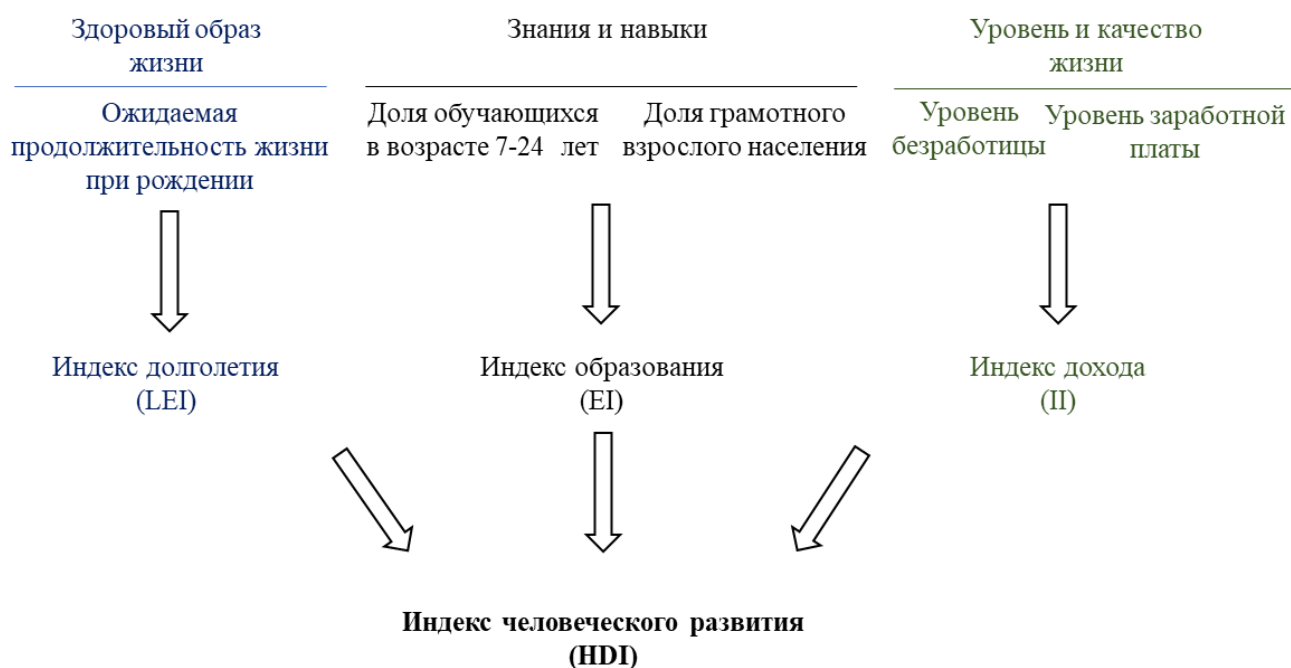 Здоровый образ
жизни
Ожидаемая
продолжительность жизни
при рождении
Индекс долголетия
(LEI)
Знания и навыки
Доля обучающихся
в возрасте 7-24 лет
Доля грамотного
взрослого населения
Индекс образования
(EI)
Уровень и качество
жизни
Уровень
безработицы
Уровень заработной
платы
Индекс дохода
(II)
Индекс человеческого развития
(HDI)